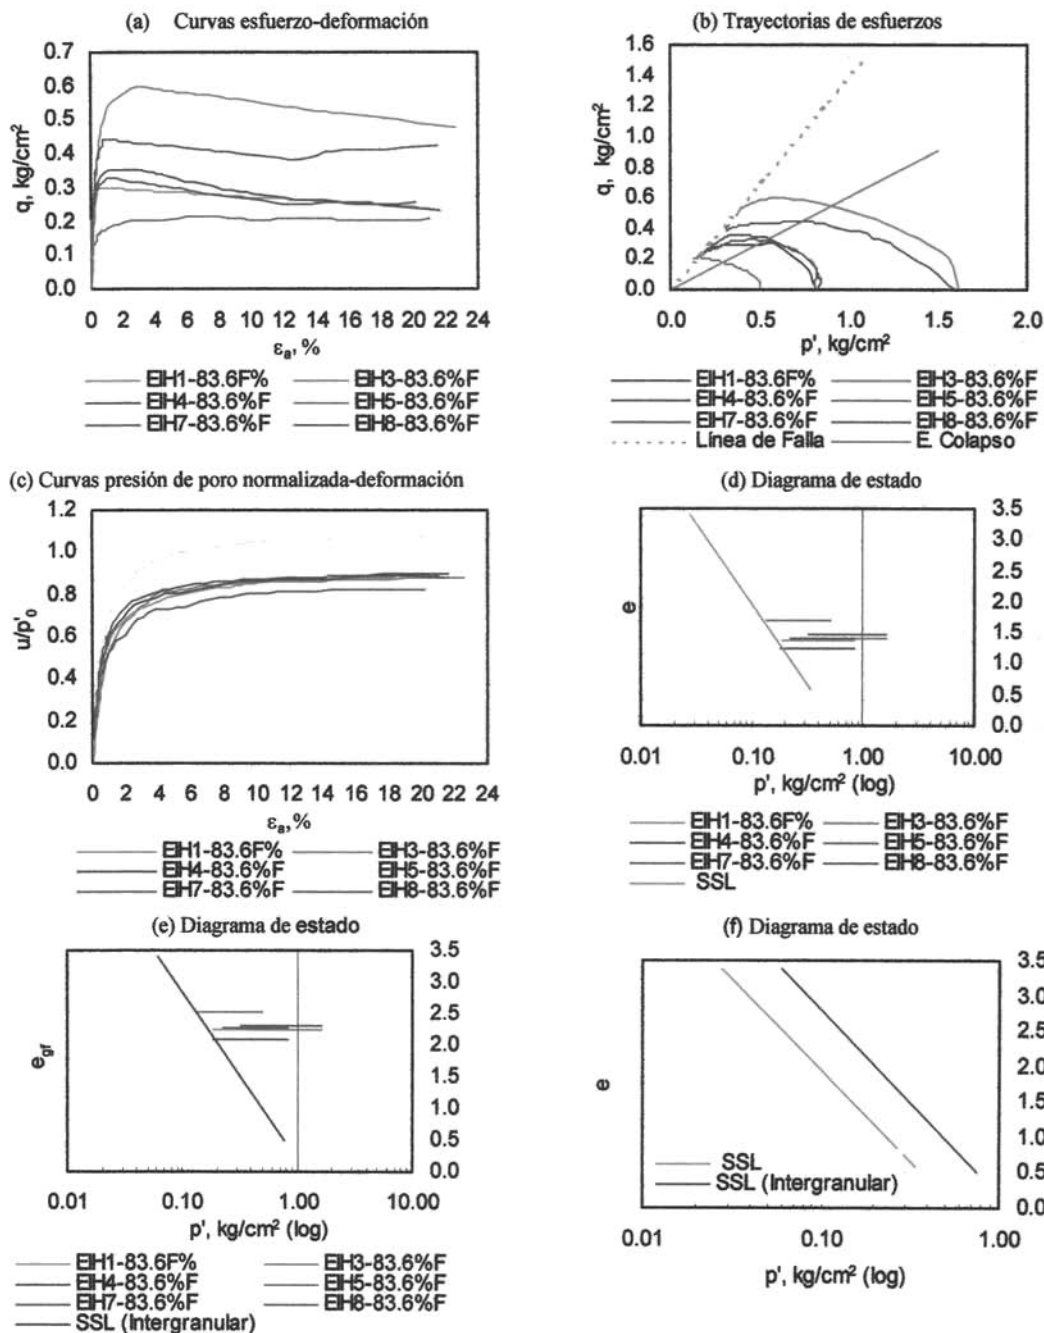 (a) Curvas esfuerzo-deformación
0.7
0.6
0.5
0.4
0.3
0.2
0.1
0.0
q, kg/cm²
0 2 4 6 8 10 12 14 16 18 20 22 24
εa, %
EIH1-83.6F% EIH3-83.6%F
EIH4-83.6%F EIH5-83.6%F
EIH7-83.6%F EIH8-83.6%F
(b) Trayectorias de esfuerzos
1.6
1.4
1.2
1.0
0.8
0.6
0.4
0.2
0.0
q, kg/cm²
0.0 0.5 1.0 1.5 2.0
p', kg/cm²
EIH1-83.6F% EIH3-83.6%F
EIH4-83.6%F EIH5-83.6%F
EIH7-83.6%F EIH8-83.6%F
Línea de Falla E. Colapso
(c) Curvas presión de poro normalizada-deformación
1.2
1.0
0.8
0.6
0.4
0.2
0.0
u/p'0
0 2 4 6 8 10 12 14 16 18 20 22 24
εa, %
EIH1-83.6F% EIH3-83.6%F
EIH4-83.6%F EIH5-83.6%F
EIH7-83.6%F EIH8-83.6%F
(d) Diagrama de estado
3.5
3.0
2.5
2.0
1.5
1.0
0.5
0.0
e
0.01 0.10 1.00 10.00
p', kg/cm² (log)
EIH1-83.6F% EIH3-83.6%F
EIH4-83.6%F EIH5-83.6%F
EIH7-83.6%F EIH8-83.6%F
SSL
(e) Diagrama de estado
3.5
3.0
2.5
2.0
1.5
1.0
0.5
0.0
egf
0.01 0.10 1.00 10.00
p', kg/cm² (log)
EIH1-83.6F% EIH3-83.6%F
EIH4-83.6%F EIH5-83.6%F
EIH7-83.6%F EIH8-83.6%F
SSL (Intergranular)
(f) Diagrama de estado
3.5
3.0
2.5
2.0
1.5
1.0
0.5
0.0
e
SSL
SSL (Intergranular)
0.01 0.10 1.00
p', kg/cm² (log)